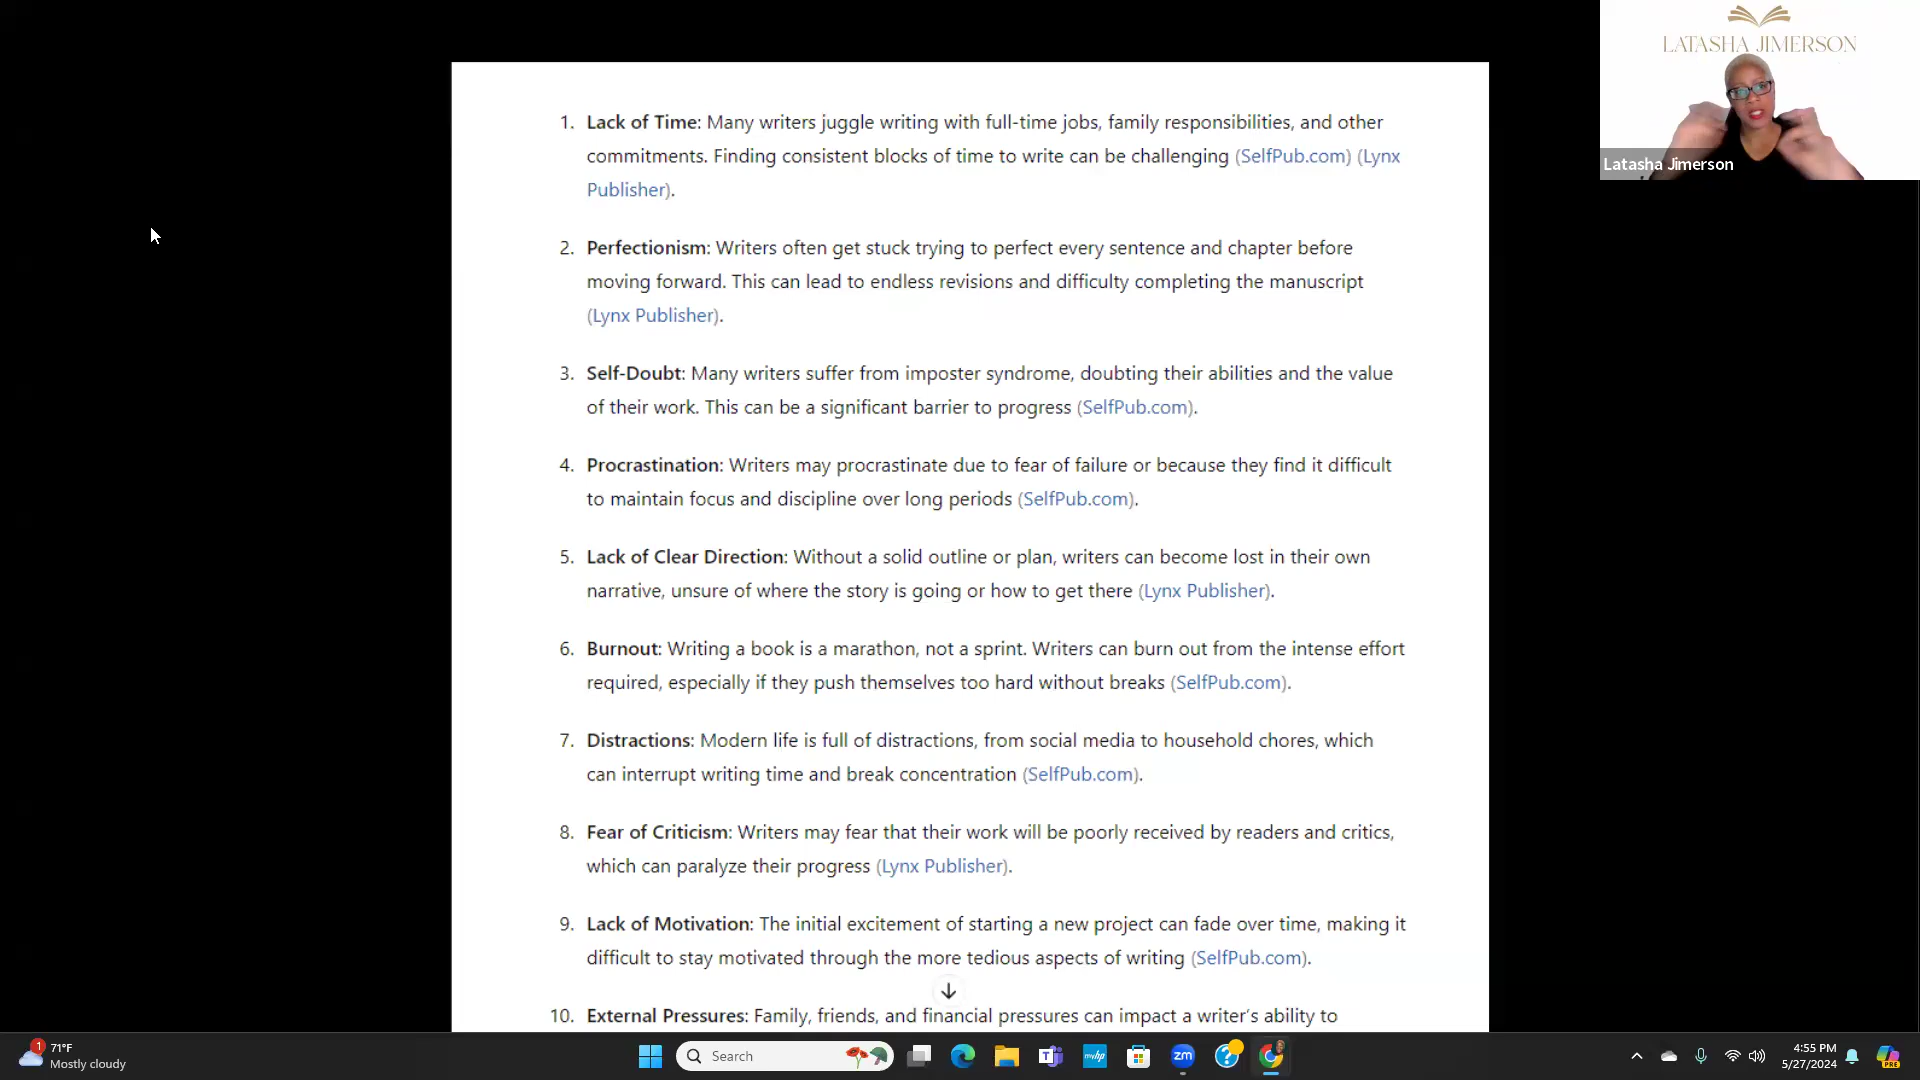 LATASHA JIMERSON
Latasha Jimerson
1. Lack of Time: Many writers juggle writing with full-time jobs, family responsibilities, and other
commitments. Finding consistent blocks of time to write can be challenging (SelfPub.com) (Lynx
Publisher).
2. Perfectionism: Writers often get stuck trying to perfect every sentence and chapter before
moving forward. This can lead to endless revisions and difficulty completing the manuscript
(Lynx Publisher).
3. Self-Doubt: Many writers suffer from imposter syndrome, doubting their abilities and the value
of their work. This can be a significant barrier to progress (SelfPub.com).
4. Procrastination: Writers may procrastinate due to fear of failure or because they find it difficult
to maintain focus and discipline over long periods (SelfPub.com).
5. Lack of Clear Direction: Without a solid outline or plan, writers can become lost in their own
narrative, unsure of where the story is going or how to get there (Lynx Publisher).
6. Burnout: Writing a book is a marathon, not a sprint. Writers can burn out from the intense effort
required, especially if they push themselves too hard without breaks (SelfPub.com).
7. Distractions: Modern life is full of distractions, from social media to household chores, which
can interrupt writing time and break concentration (SelfPub.com).
8. Fear of Criticism: Writers may fear that their work will be poorly received by readers and critics,
which can paralyze their progress (Lynx Publisher).
9. Lack of Motivation: The initial excitement of starting a new project can fade over time, making it
difficult to stay motivated through the more tedious aspects of writing (SelfPub.com).
10. External Pressures: Family, friends, and financial pressures can impact a writer's ability to
1
71°F
Mostly cloudy
Search
myhp
zm
4:55 PM
5/27/2024
PRE